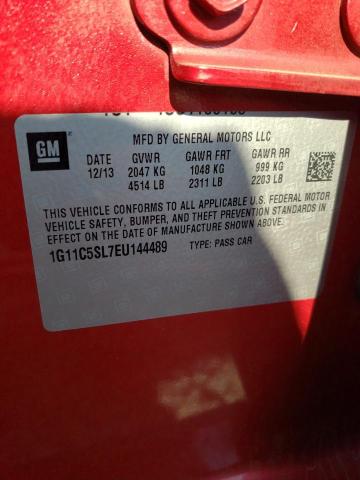 MFD BY GENERAL MOTORS LLC
GM
DATE GVWR GAWR FRT GAWR RR
12/13 2047 KG 1048 KG 999 KG
4514 LB 2311 LB 2203 LB
THIS VEHICLE CONFORMS TO ALL APPLICABLE U.S. FEDERAL MOTOR
VEHICLE SAFETY, BUMPER, AND THEFT PREVENTION STANDARDS IN
EFFECT ON THE DATE OF MANUFACTURE SHOWN ABOVE.
1G11C5SL7EU144489 TYPE: PASS CAR